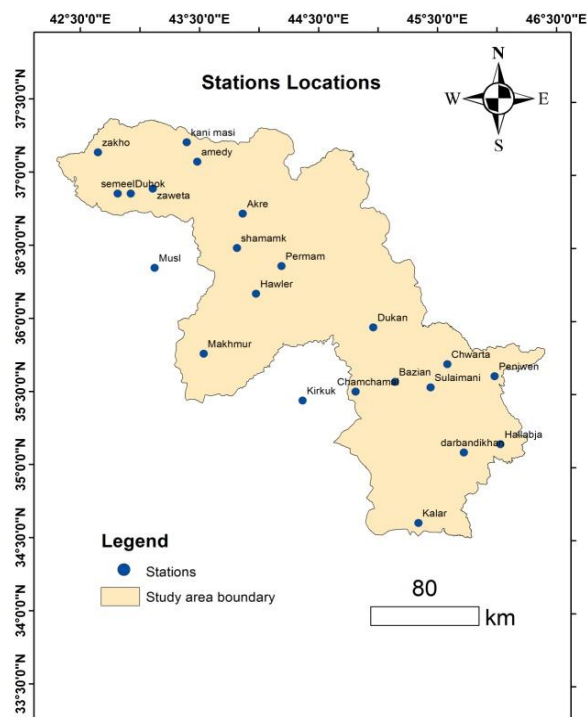 42°30'0"E 43°30'0"E 44°30'0"E 45°30'0"E 46°30'0"E
Stations Locations
N
W E
S
37°30'0"N
37°0'0"N
36°30'0"N
36°0'0"N
35°30'0"N
35°0'0"N
34°30'0"N
34°0'0"N
33°30'0"N
kani masi
zakho
amedy
semeel Duhok
zaweta
Akre
shamamk
Musl
Permam
Hawler
Dukan
Makhmur
Chwarta
Penjwen
Bazian
Chamchamal
Sulaimani
Kirkuk
Hallabja
darbandikhan
Kalar
Legend
Stations
Study area boundary
80
km